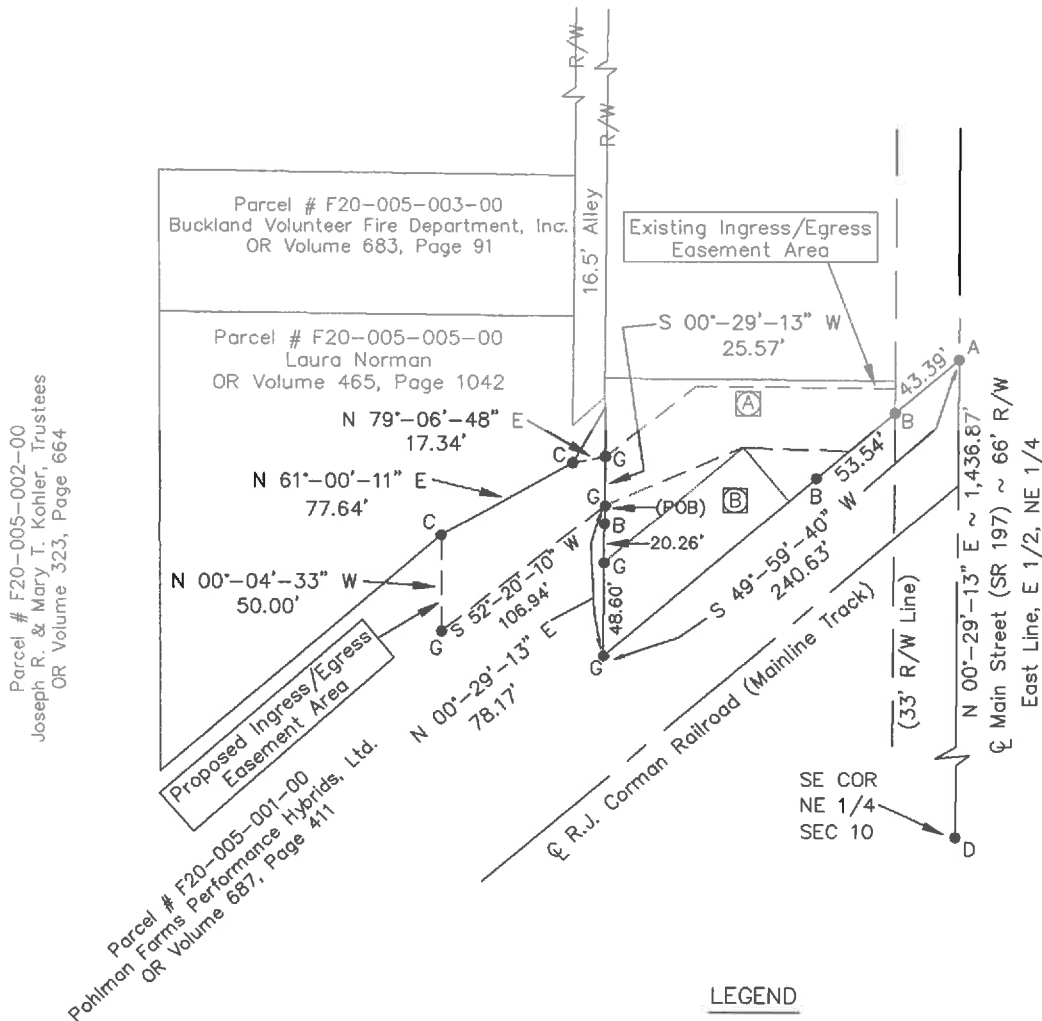 R/W
R/W
16.5' Alley
Parcel # F20-005-003-00
Buckland Volunteer Fire Department, Inc.
OR Volume 683, Page 91
Existing Ingress/Egress
Easement Area
Parcel # F20-005-005-00
Laura Norman
OR Volume 465, Page 1042
S 00°-29'-13" W
25.57'
Parcel # F20-005-002-00
Joseph R. & Mary T. Kohler, Trustees
OR Volume 323, Page 664
N 79°-06'-48" E
17.34'
43.39'
A
A
B
C
G
N 61°-00'-11" E
77.64'
53.54'
B
G
(POB)
B
B
20.26'
G
C
N 00°-04'-33" W
50.00'
S 52°-20'-10" W
106.94'
S 49°-59'-40" W
240.63'
48.60'
G
G
N 00°-29'-13" E
78.17'
Proposed Ingress/Egress
Easement Area
Parcel # F20-005-001-00
Pohlman Farms Performance Hybrids, Ltd.
OR Volume 687, Page 411
℄ R.J. Corman Railroad (Mainline Track)
(33' R/W Line)
N 00°-29'-13" E ~ 1,436.87'
℄ Main Street (SR 197) ~ 66' R/W
East Line, E 1/2, NE 1/4
SE COR
NE 1/4
SEC 10
D
LEGEND